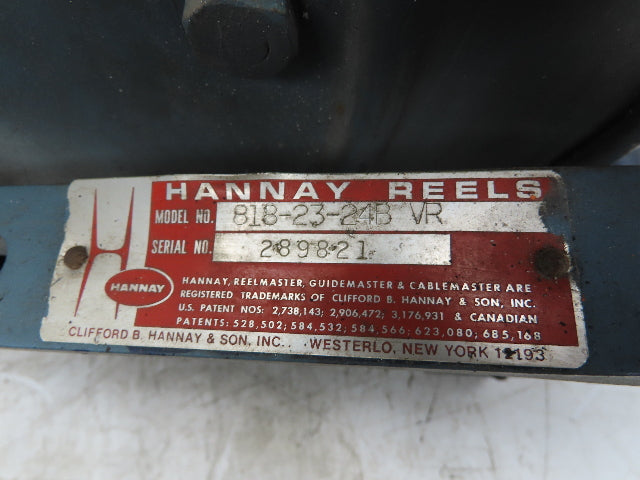 HANNAY REELS
MODEL NO. 818-23-24B VR
SERIAL NO. 289821
HANNAY
HANNAY, REELMASTER, GUIDEMASTER & CABLEMASTER ARE
REGISTERED TRADEMARKS OF CLIFFORD B. HANNAY & SON, INC.
U.S. PATENT NOS: 2,738,143; 2,906,472; 3,176,931 & CANADIAN
PATENTS: 528,502; 584,532; 584,566; 623,080; 685,168
CLIFFORD B. HANNAY & SON, INC. . WESTERLO, NEW YORK 12193